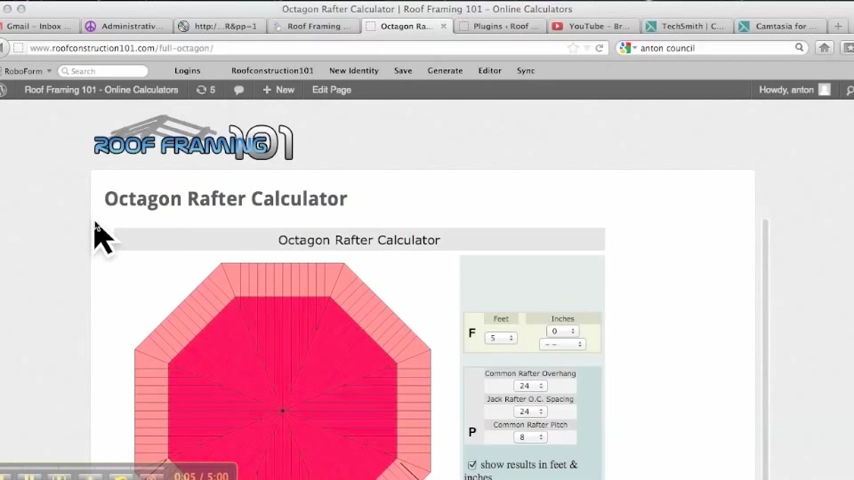 Octagon Rafter Calculator | Roof Framing 101 - Online Calculators
Gmail – Inbox ...
Administrativ...
http:/...R&pp-1
Roof Framing ...
Octagon Ra...
Plugins ‹ Roof ...
YouTube - Br...
TechSmith | C...
Camtasia for ...
www.roofconstruction101.com/full-octagon/
anton council
RoboForm
Search
Logins
Roofconstruction101
New Identity
Save
Generate
Editor
Sync
Roof Framing 101 - Online Calculators
5
+ New
Edit Page
Howdy, anton
ROOF FRAMING 101
Octagon Rafter Calculator
Octagon Rafter Calculator
Feet
Inches
F
5
0
--
Common Rafter Overhang
24
Jack Rafter O.C. Spacing
24
Common Rafter Pitch
P
8
show results in feet &
inches
0:05 / 5:00